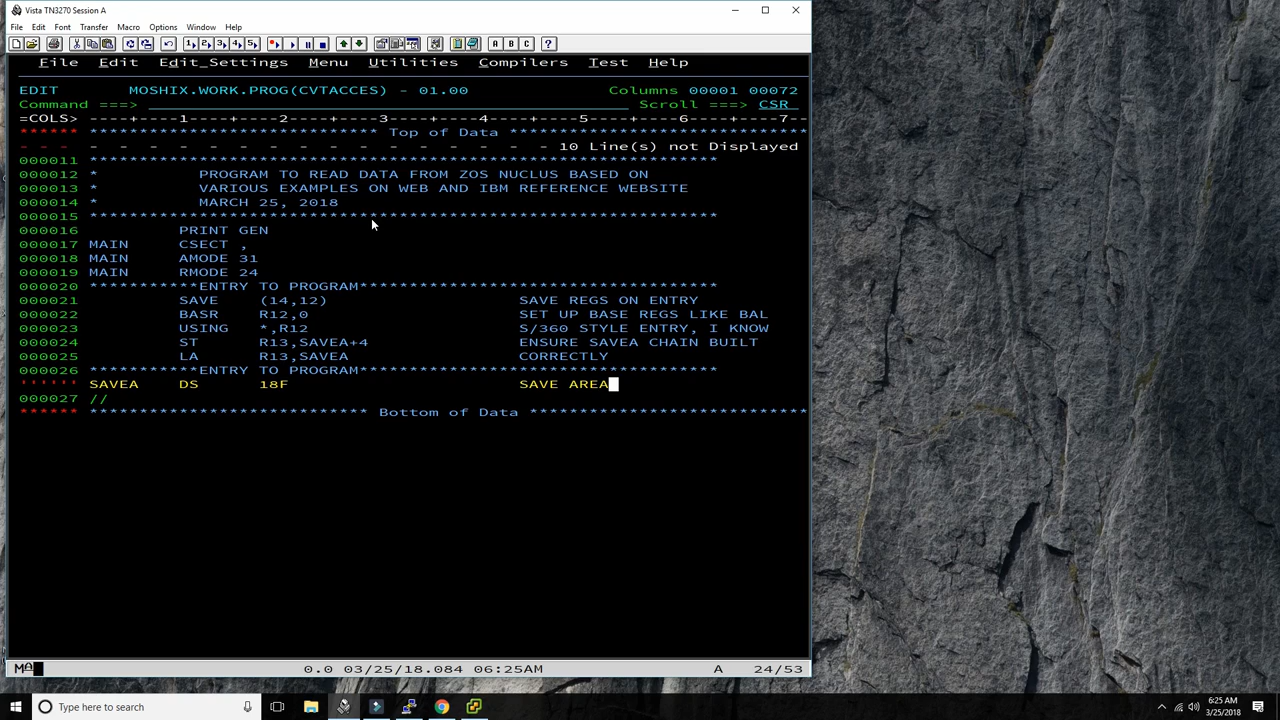 Vista TN3270 Session A
File Edit Font Transfer Macro Options Window Help
1 2 3 4 5 A B C ?
File Edit Edit_Settings Menu Utilities Compilers Test Help
EDIT MOSHIX.WORK.PROG(CVTACCES) - 01.00 Columns 00001 00072
Command ===> Scroll ===> CSR
=COLS> ----+----1----+----2----+----3----+----4----+----5----+----6----+----7--
****** ***************************** Top of Data ******************************
- - - - - - - - - - - - - - - - - - - 10 Line(s) not Displayed
000011 ***************************************************************
000012 * PROGRAM TO READ DATA FROM ZOS NUCLUS BASED ON
000013 * VARIOUS EXAMPLES ON WEB AND IBM REFERENCE WEBSITE
000014 * MARCH 25, 2018
000015 ***************************************************************
000016 PRINT GEN
000017 MAIN CSECT ,
000018 MAIN AMODE 31
000019 MAIN RMODE 24
000020 ***********ENTRY TO PROGRAM************************************
000021 SAVE (14,12) SAVE REGS ON ENTRY
000022 BASR R12,0 SET UP BASE REGS LIKE BAL
000023 USING *,R12 S/360 STYLE ENTRY, I KNOW
000024 ST R13,SAVEA+4 ENSURE SAVEA CHAIN BUILT
000025 LA R13,SAVEA CORRECTLY
000026 ***********ENTRY TO PROGRAM************************************
'''''' SAVEA DS 18F SAVE AREA
000027 //
****** **************************** Bottom of Data ****************************
MA 0.0 03/25/18.084 06:25AM A 24/53
Type here to search
6:25 AM
3/25/2018